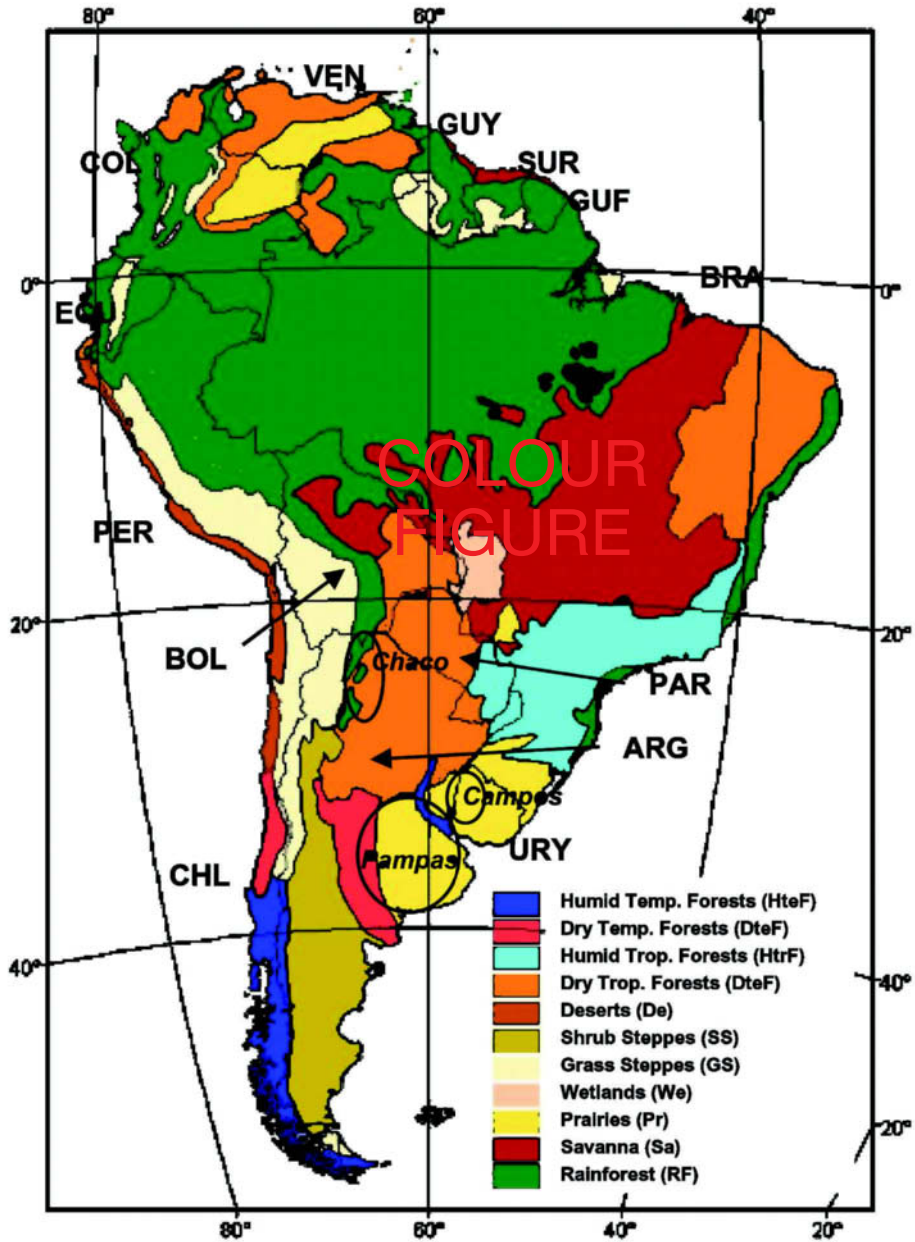 80°
60°
40°
VEN
GUY
COL
SUR
GUF
0°
BRA
0°
ECU
COLOUR
FIGURE
PER
20°
20°
BOL
Chaco
PAR
ARG
Campos
URY
Pampas
CHL
Humid Temp. Forests (HteF)
Dry Temp. Forests (DteF)
Humid Trop. Forests (HtrF)
40°
Dry Trop. Forests (DteF)
40°
Deserts (De)
Shrub Steppes (SS)
Grass Steppes (GS)
Wetlands (We)
Prairies (Pr)
20°
Savanna (Sa)
Rainforest (RF)
80°
60°
40°
20°